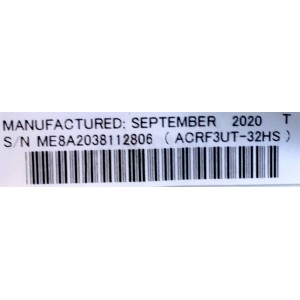 MANUFACTURED: SEPTEMBER 2020 T
S/N ME8A2038112806 ( ACRF3UT-32HS )